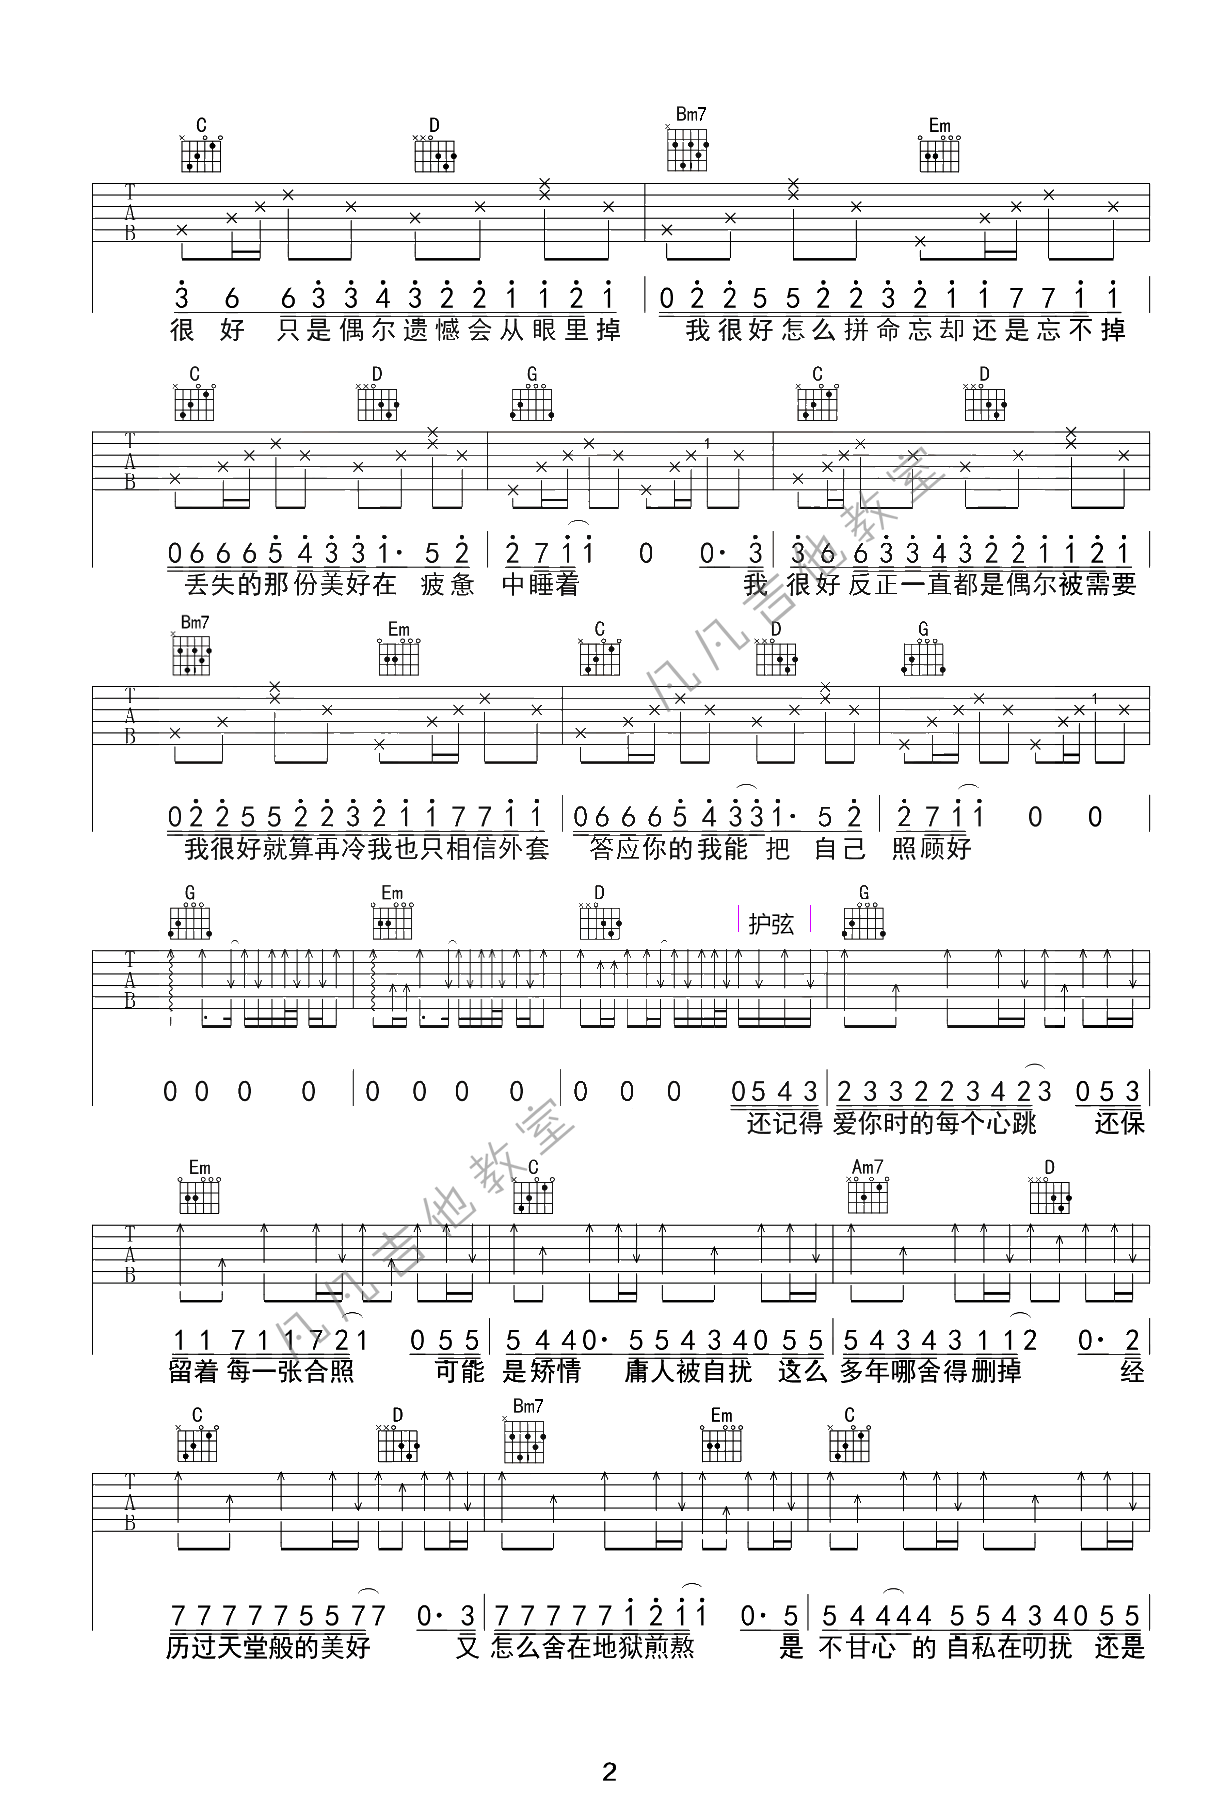 C D Bm7 Em
T A B
3 6 6 3 3 4 3 2 2 1 1 2 1 0 2 2 5 5 2 2 3 2 1 1 7 7 1 1
很好 只是偶尔遗憾会从眼里掉 我很好怎么拼命忘却还是忘不掉
C D G C D
T A B 1
0 6 6 6 5 4 3 3 1· 5 2 2 7 1 1 0 0· 3 3 6 6 3 3 4 3 2 2 1 1 2 1
丢失的那份美好在 疲惫 中睡着 我 很好反正一直都是偶尔被需要
Bm7 Em C D G
T A B 1
0 2 2 5 5 2 2 3 2 1 1 7 7 1 1 0 6 6 6 5 4 3 3 1· 5 2 2 7 1 1 0 0
我很好就算再冷我也只相信外套 答应你的我能 把 自己 照顾好
G Em D 护弦 G
T A B
0 0 0 0 0 0 0 0 0 0 0 0 5 4 3 2 3 3 2 2 3 4 2 3 0 5 3
还记得 爱你时的每个心跳 还保
Em C Am7 D
T A B
1 1 7 1 1 7 2 1 0 5 5 5 4 4 0· 5 5 4 3 4 0 5 5 5 4 3 4 3 1 1 2 0· 2
留着 每一张合照 可能 是矫情 庸人被自扰 这么 多年哪舍得删掉 经
C D Bm7 Em C
T A B
7 7 7 7 7 5 5 7 7 0· 3 7 7 7 7 7 1 2 1 1 0· 5 5 4 4 4 4 5 5 4 3 4 0 5 5
历过天堂般的美好 又 怎么舍在地狱煎熬 是 不甘心 的 自私在叨扰 还是
2
凡凡吉他教室
凡凡吉他教室